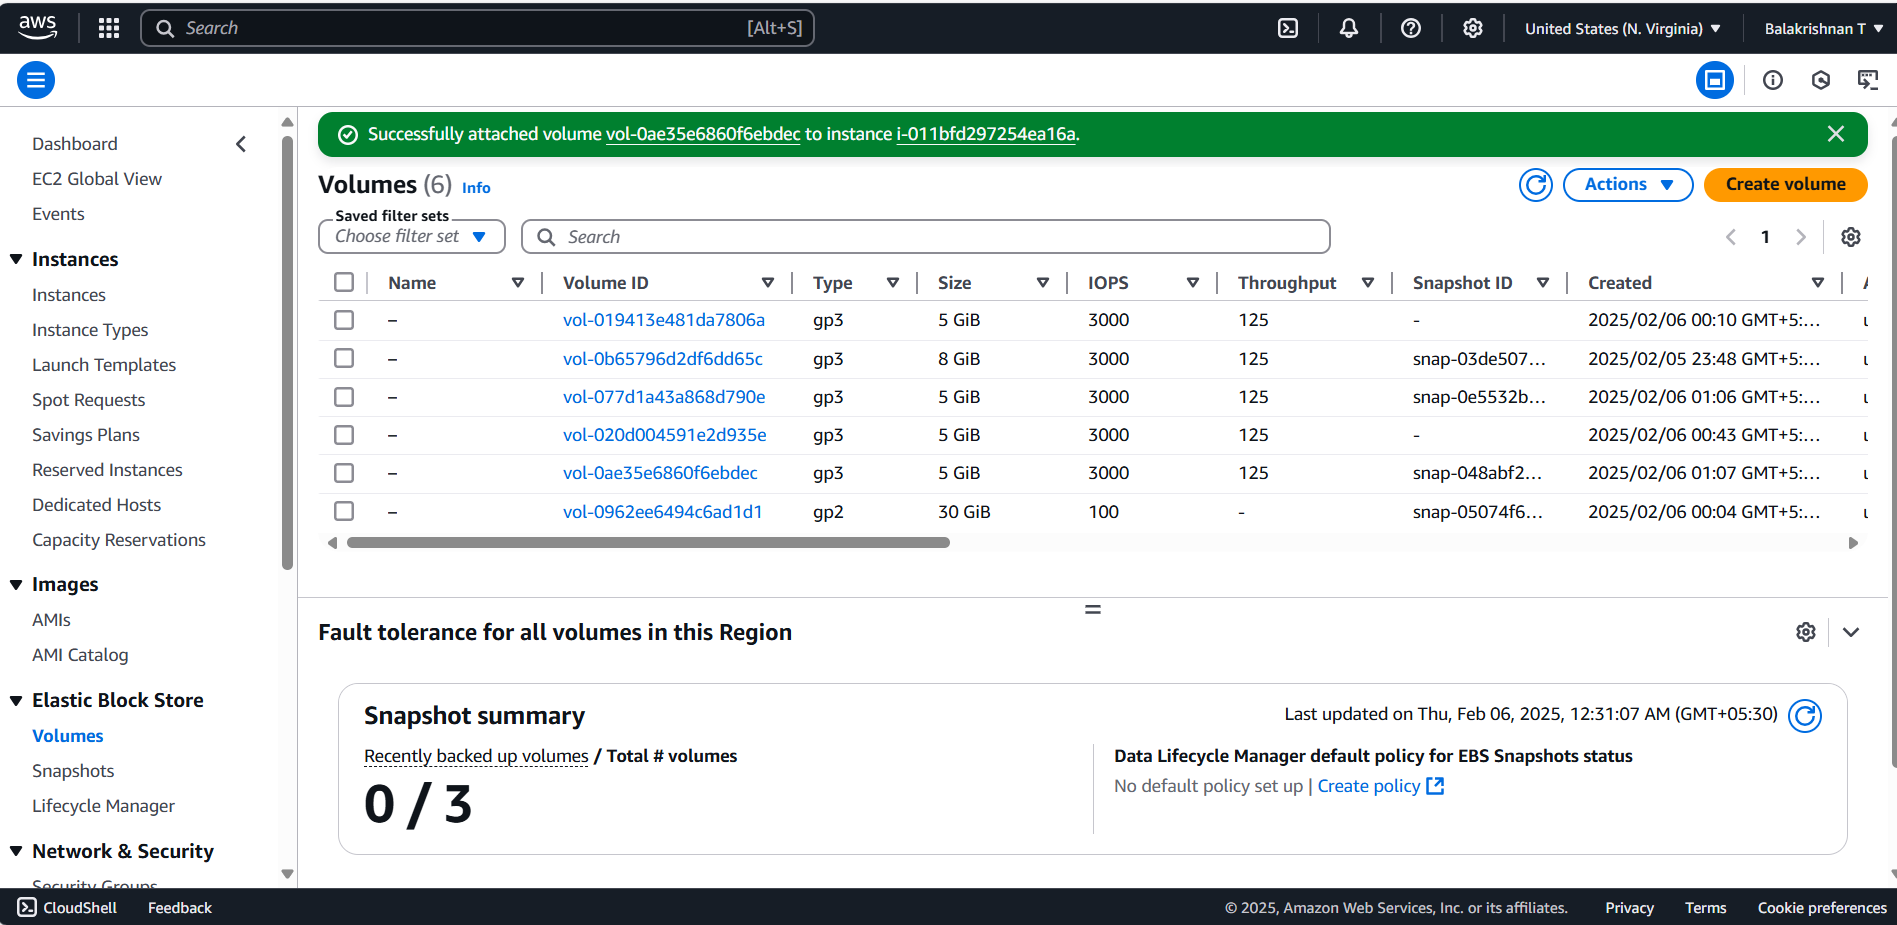 aws Search [Alt+S] United States (N. Virginia) Balakrishnan T
Successfully attached volume vol-0ae35e6860f6ebdec to instance i-011bfd297254ea16a.
Dashboard
EC2 Global View
Events
Instances
Instances
Instance Types
Launch Templates
Spot Requests
Savings Plans
Reserved Instances
Dedicated Hosts
Capacity Reservations
Images
AMIs
AMI Catalog
Elastic Block Store
Volumes
Snapshots
Lifecycle Manager
Network & Security
Security Groups
Volumes (6) Info Actions Create volume
Saved filter sets
Choose filter set Search 1
Name Volume ID Type Size IOPS Throughput Snapshot ID Created
– vol-019413e481da7806a gp3 5 GiB 3000 125 - 2025/02/06 00:10 GMT+5:...
– vol-0b65796d2df6dd65c gp3 8 GiB 3000 125 snap-03de507... 2025/02/05 23:48 GMT+5:...
– vol-077d1a43a868d790e gp3 5 GiB 3000 125 snap-0e5532b... 2025/02/06 01:06 GMT+5:...
– vol-020d004591e2d935e gp3 5 GiB 3000 125 - 2025/02/06 00:43 GMT+5:...
– vol-0ae35e6860f6ebdec gp3 5 GiB 3000 125 snap-048abf2... 2025/02/06 01:07 GMT+5:...
– vol-0962ee6494c6ad1d1 gp2 30 GiB 100 - snap-05074f6... 2025/02/06 00:04 GMT+5:...
Fault tolerance for all volumes in this Region
Snapshot summary Last updated on Thu, Feb 06, 2025, 12:31:07 AM (GMT+05:30)
Recently backed up volumes / Total # volumes
0 / 3
Data Lifecycle Manager default policy for EBS Snapshots status
No default policy set up | Create policy
CloudShell Feedback © 2025, Amazon Web Services, Inc. or its affiliates. Privacy Terms Cookie preferences